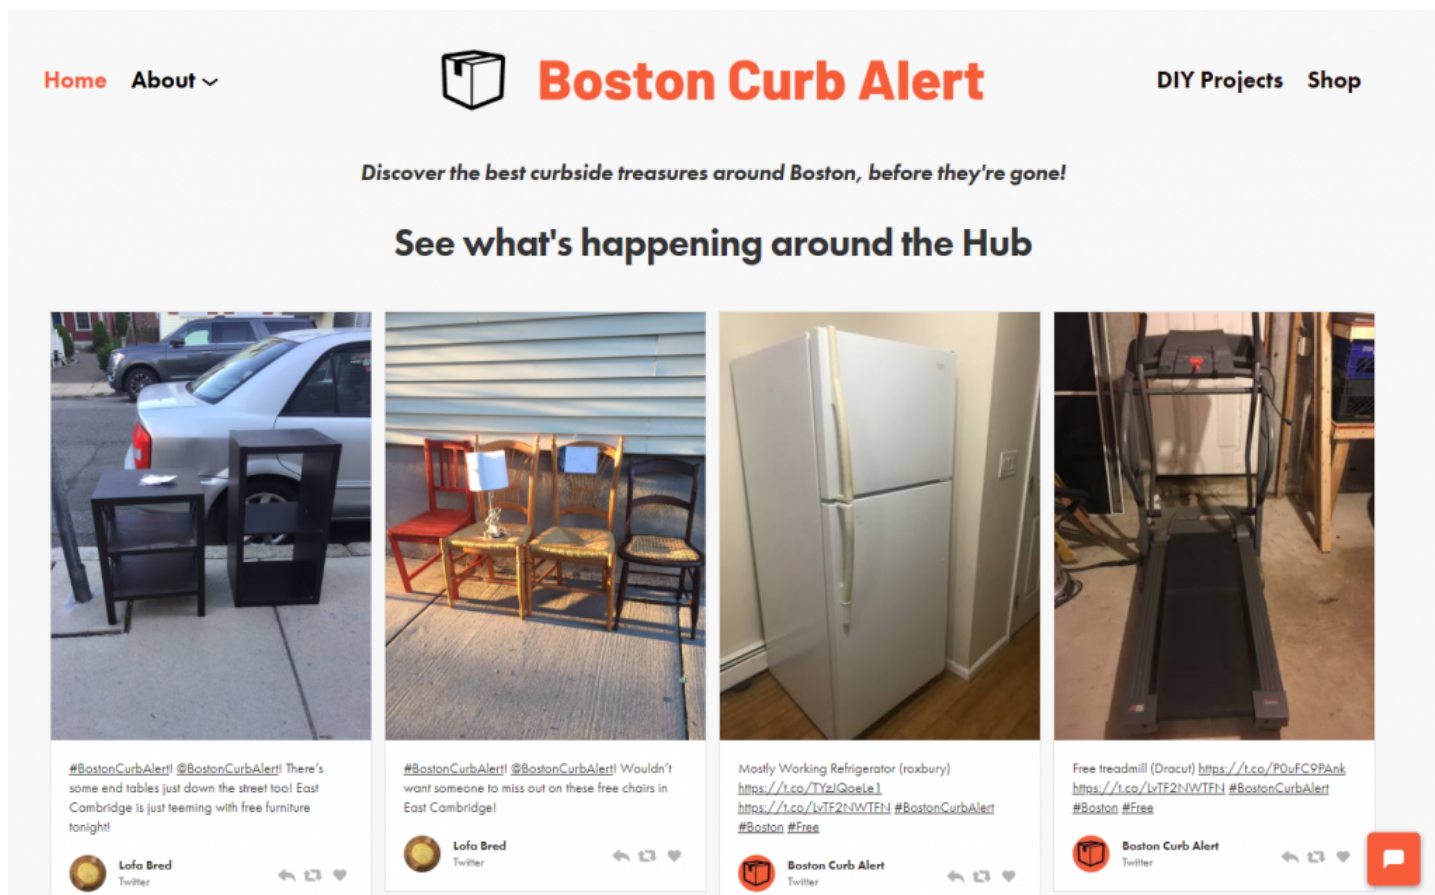 Home
About
Boston Curb Alert
DIY Projects
Shop
Discover the best curbside treasures around Boston, before they're gone!
See what's happening around the Hub
#BostonCurbAlert! @BostonCurbAlert! There's
some end tables just down the street too! East
Cambridge is just teeming with free furniture
tonight!
Lofa Bred
Twitter
#BostonCurbAlert! @BostonCurbAlert! Wouldn't
want someone to miss out on these free chairs in
East Cambridge!
Lofa Bred
Twitter
Mostly Working Refrigerator (roxbury)
https://t.co/TYzJQoeLe1
https://t.co/LvTF2NWTFN #BostonCurbAlert
#Boston #Free
Boston Curb Alert
Twitter
Free treadmill (Dracut) https://t.co/P0uFC9PAnk
https://t.co/LvTF2NWTFN #BostonCurbAlert
#Boston #Free
Boston Curb Alert
Twitter